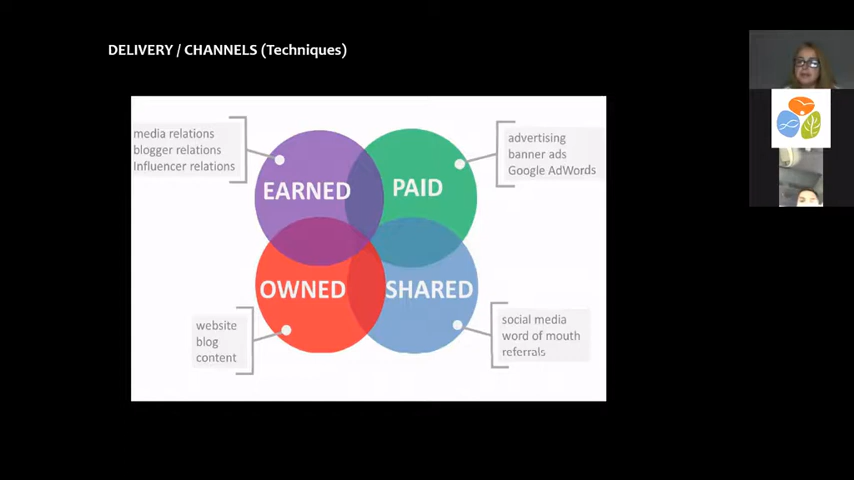 DELIVERY / CHANNELS (Techniques)
media relations
blogger relations
Influencer relations
EARNED
PAID
advertising
banner ads
Google AdWords
OWNED
SHARED
website
blog
content
social media
word of mouth
referrals